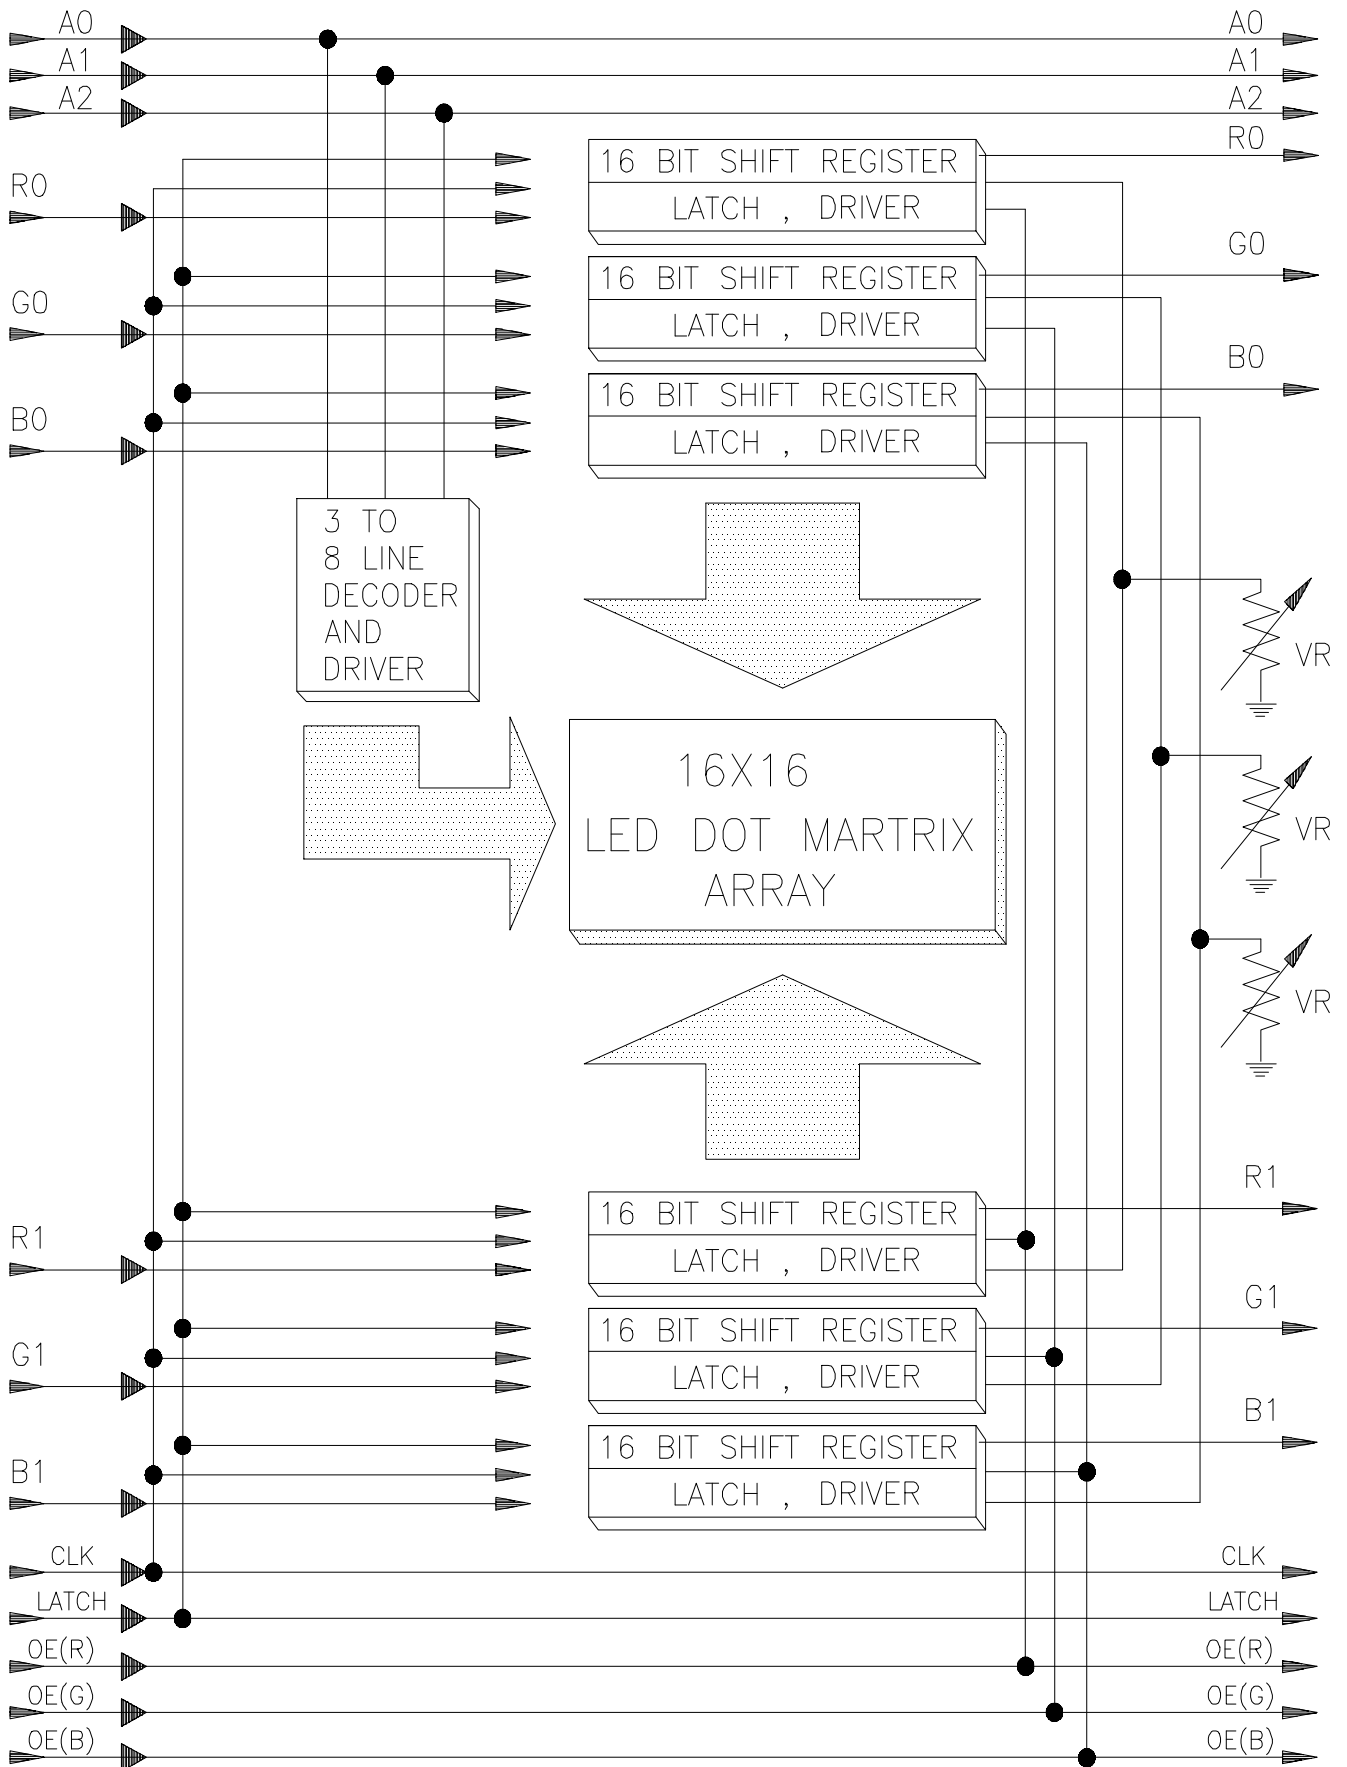 A0 A0
A1 A1
A2 A2
R0
16 BIT SHIFT REGISTER
R0
LATCH , DRIVER
G0
16 BIT SHIFT REGISTER
G0
LATCH , DRIVER
B0
16 BIT SHIFT REGISTER
B0
LATCH , DRIVER
3 TO
8 LINE
DECODER
AND
DRIVER
VR
16X16
LED DOT MARTRIX
ARRAY
VR
VR
R1
16 BIT SHIFT REGISTER
R1
LATCH , DRIVER
G1
16 BIT SHIFT REGISTER
G1
LATCH , DRIVER
B1
16 BIT SHIFT REGISTER
B1
LATCH , DRIVER
CLK CLK
LATCH LATCH
OE(R) OE(R)
OE(G) OE(G)
OE(B) OE(B)